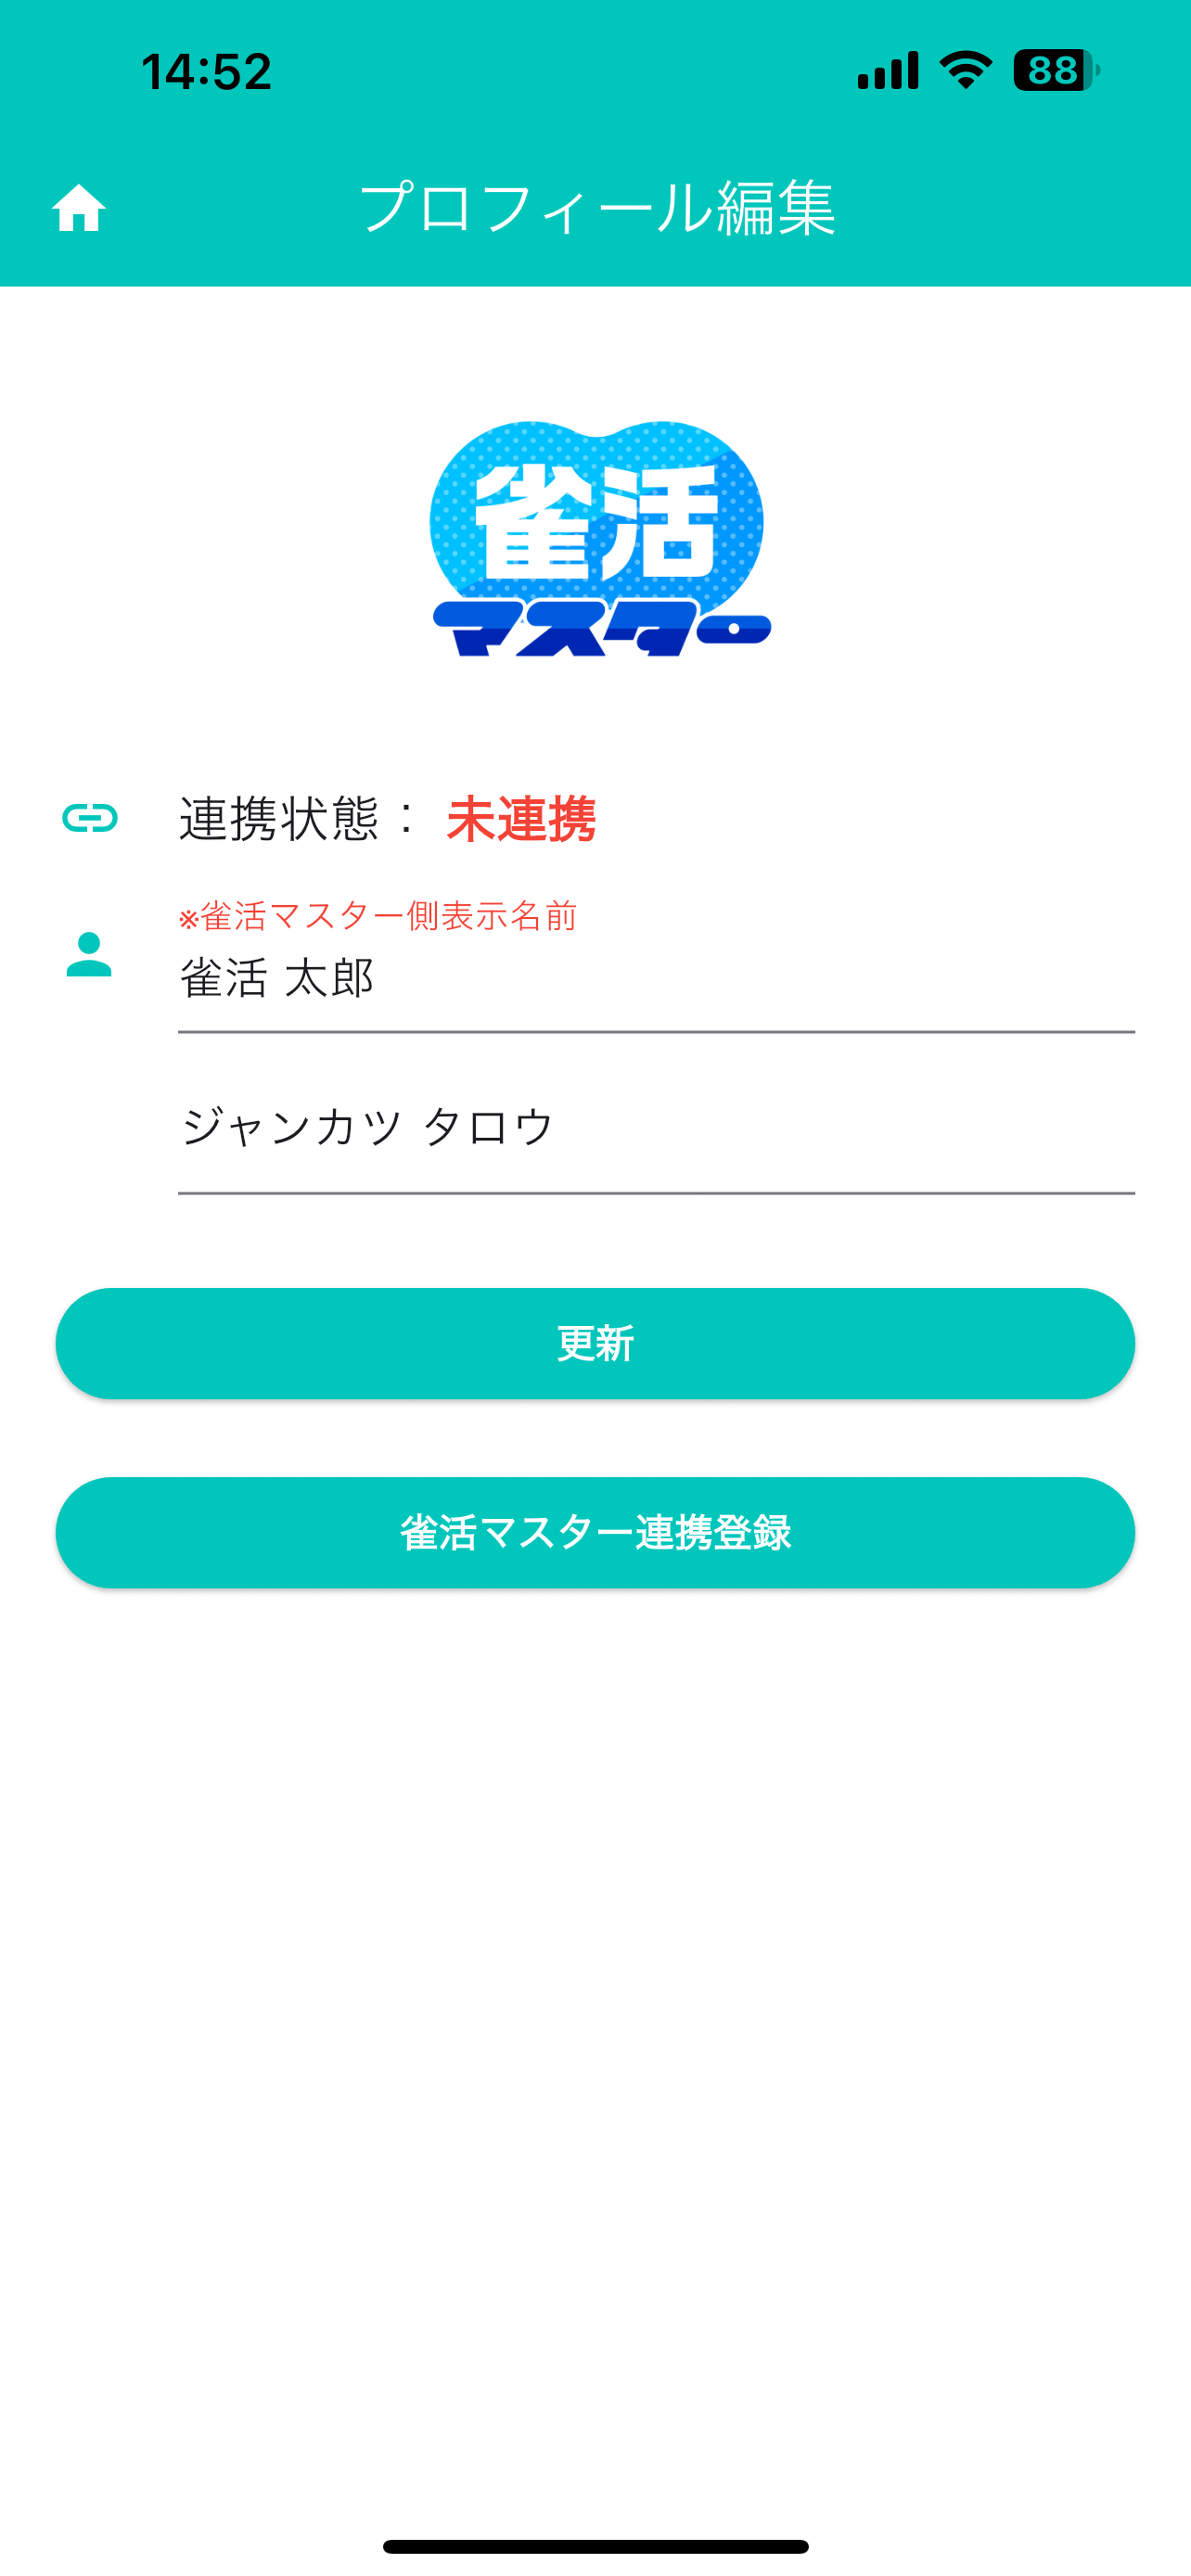 14:52
88
プロフィール編集
雀活
マスター
連携状態： 未連携
※雀活マスター側表示名前
雀活 太郎
ジャンカツ タロウ
更新
雀活マスター連携登録